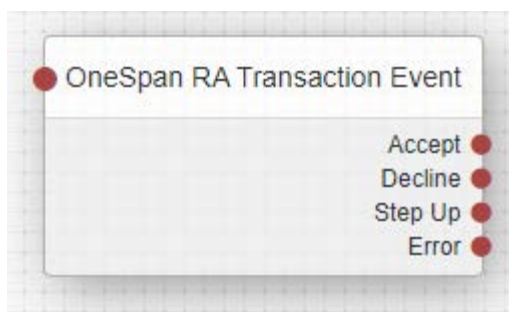 OneSpan RA Transaction Event
Accept
Decline
Step Up
Error